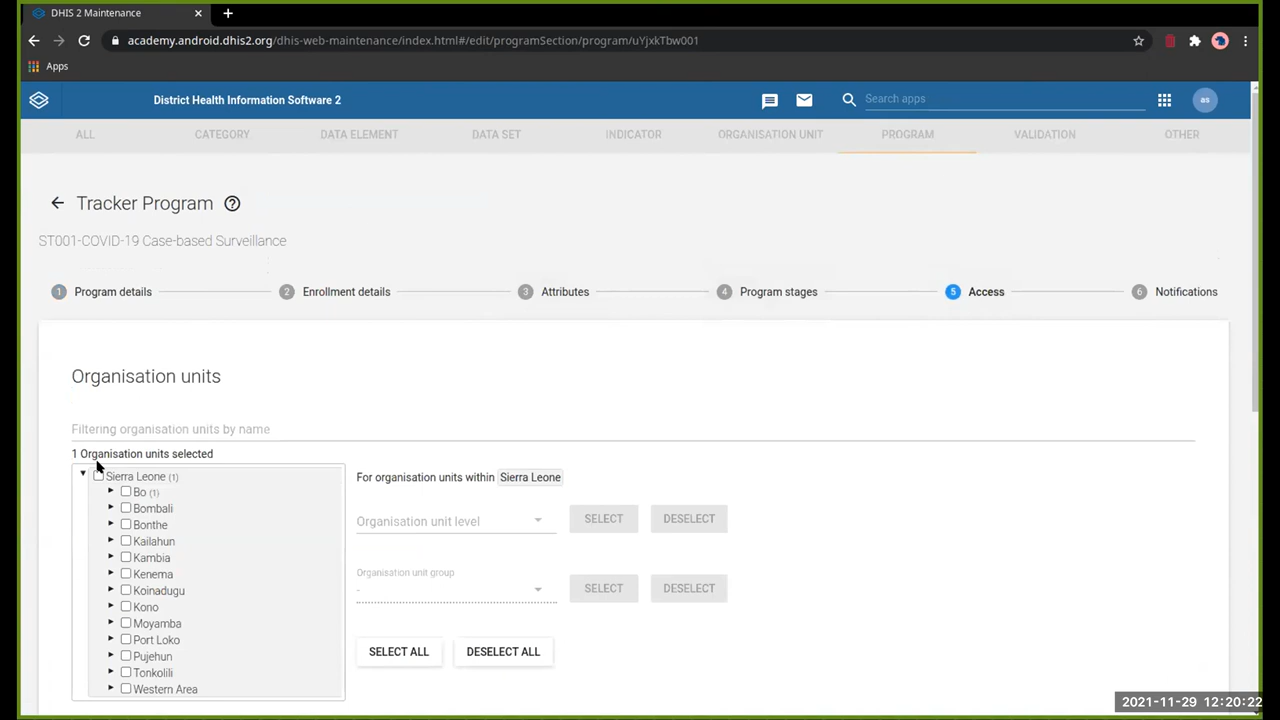 DHIS 2 Maintenance
academy.android.dhis2.org/dhis-web-maintenance/index.html#/edit/programSection/program/uYjxkTbw001
Apps
District Health Information Software 2
Search apps
as
ALL CATEGORY DATA ELEMENT DATA SET INDICATOR ORGANISATION UNIT PROGRAM VALIDATION OTHER
Tracker Program
ST001-COVID-19 Case-based Surveillance
1 Program details 2 Enrollment details 3 Attributes 4 Program stages 5 Access 6 Notifications
Organisation units
Filtering organisation units by name
1 Organisation units selected
Sierra Leone (1)
Bo (1)
Bombali
Bonthe
Kailahun
Kambia
Kenema
Koinadugu
Kono
Moyamba
Port Loko
Pujehun
Tonkolili
Western Area
For organisation units within Sierra Leone
Organisation unit level SELECT DESELECT
Organisation unit group
- SELECT DESELECT
SELECT ALL DESELECT ALL
2021-11-29 12:20:22